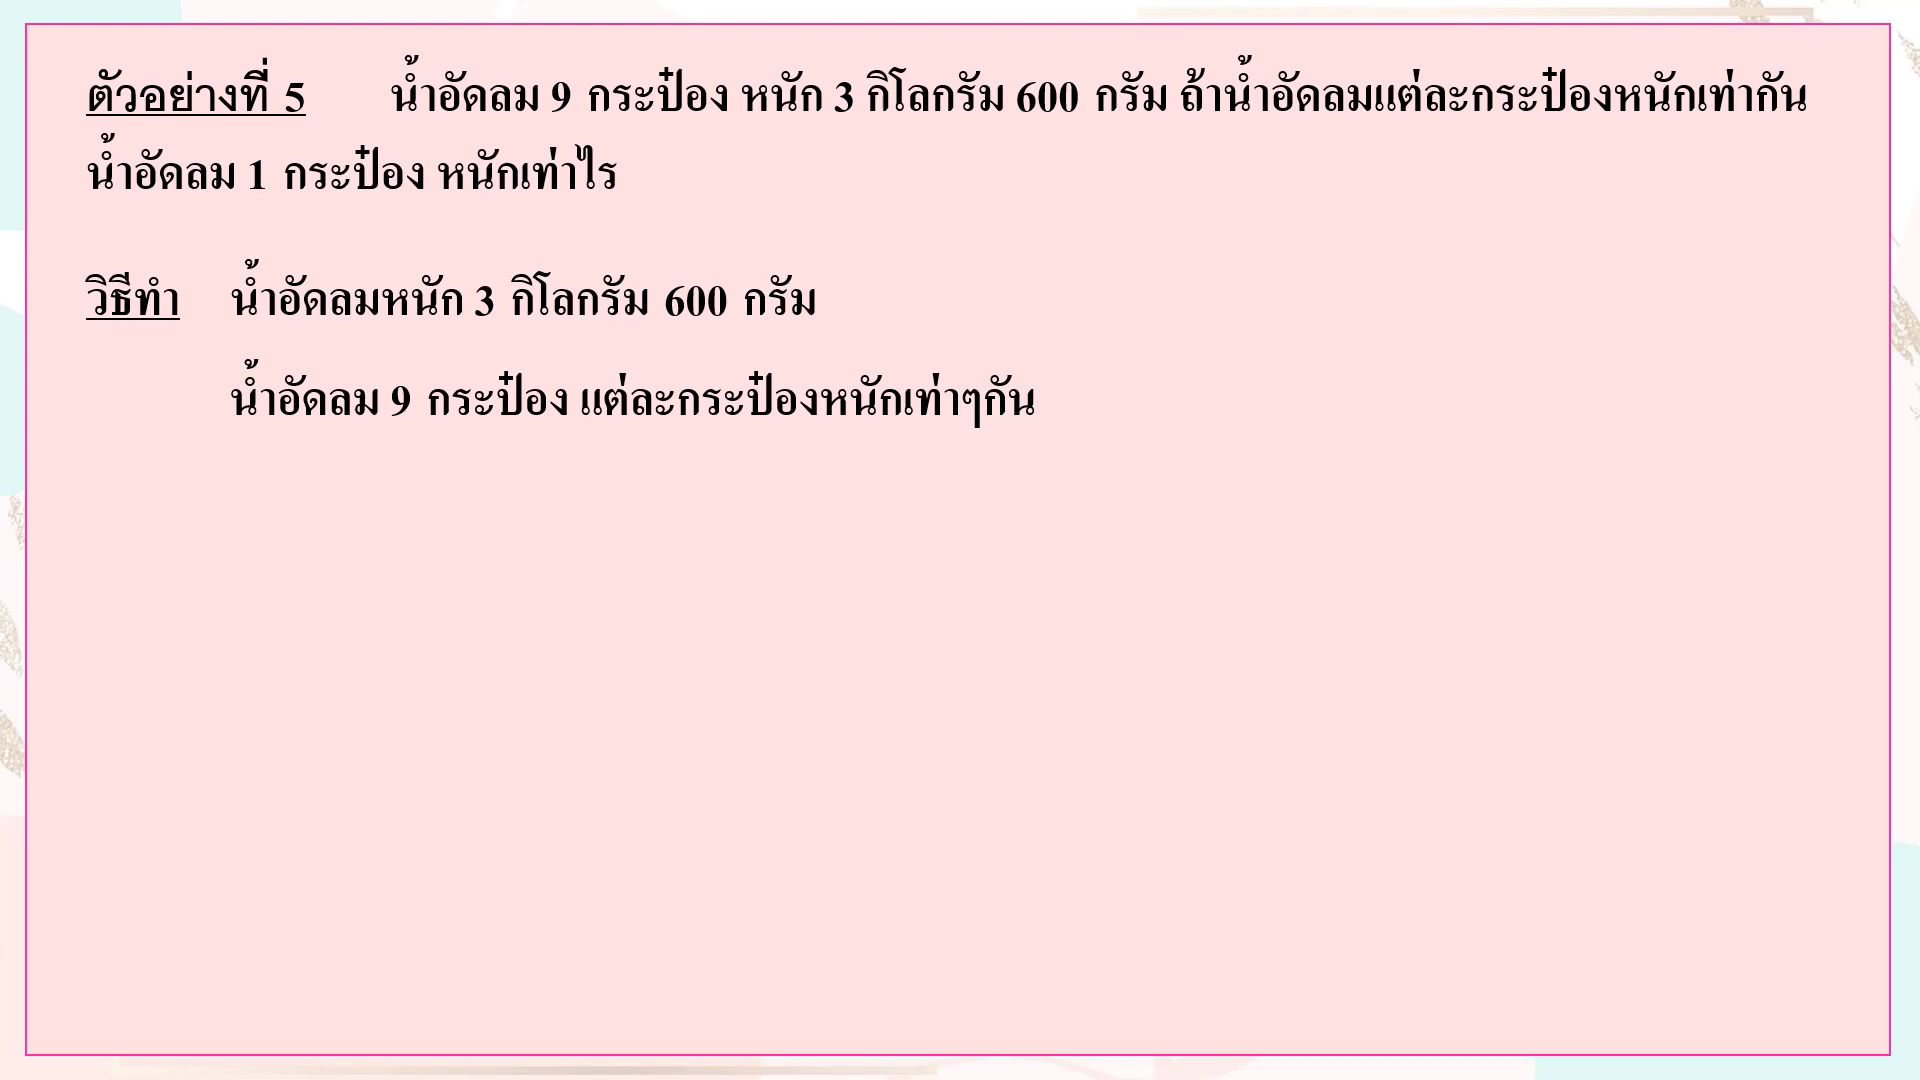 ตัวอย่างที่ 5 น้ำอัดลม 9 กระป๋อง หนัก 3 กิโลกรัม 600 กรัม ถ้าน้ำอัดลมแต่ละกระป๋องหนักเท่ากัน
น้ำอัดลม 1 กระป๋อง หนักเท่าไร
วิธีทำ น้ำอัดลมหนัก 3 กิโลกรัม 600 กรัม
น้ำอัดลม 9 กระป๋อง แต่ละกระป๋องหนักเท่าๆกัน